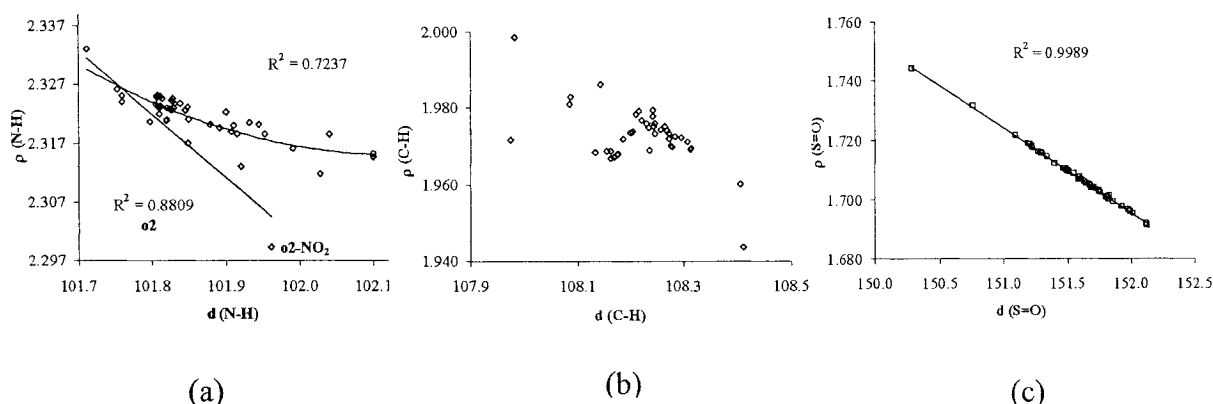 2.337
2.327
2.317
2.307
2.297
ρ (N-H)
R² = 0.7237
R² = 0.8809
o2
o2-NO₂
101.7 101.8 101.9 102.0 102.1
d (N-H)
(a)
2.000
1.980
1.960
1.940
ρ (C-H)
107.9 108.1 108.3 108.5
d (C-H)
(b)
1.760
1.740
1.720
1.700
1.680
ρ (S=O)
R² = 0.9989
150.0 150.5 151.0 151.5 152.0 152.5
d (S=O)
(c)